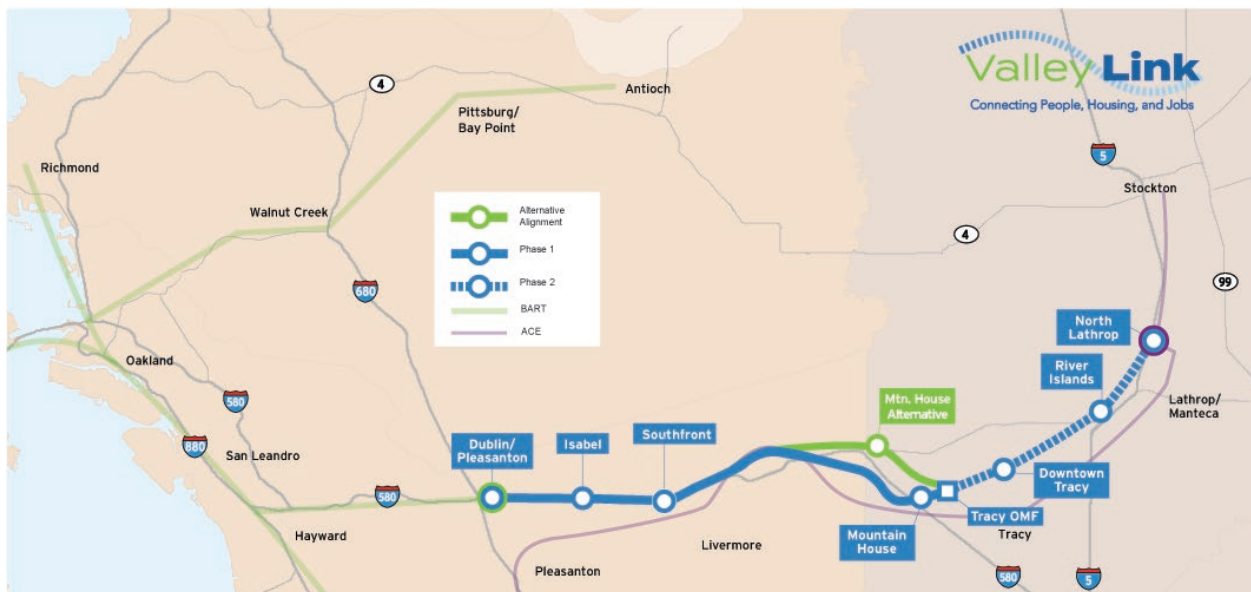 Valley Link
Connecting People, Housing, and Jobs
4
Antioch
Pittsburg/
Bay Point
5
Richmond
Stockton
Walnut Creek
Alternative
Alignment
Phase 1
Phase 2
BART
ACE
4
99
680
North
Lathrop
Oakland
River
Islands
580
Mtn. House
Alternative
Lathrop/
Manteca
880
San Leandro
Dublin/
Pleasanton
Isabel
Southfront
580
Downtown
Tracy
Tracy OMF
Tracy
Hayward
Mountain
House
Livermore
Pleasanton
580
5